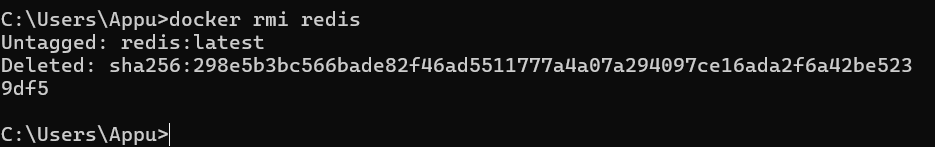 C:\Users\Appu>docker rmi redis
Untagged: redis:latest
Deleted: sha256:298e5b3bc566bade82f46ad5511777a4a07a294097ce16ada2f6a42be523
9df5
C:\Users\Appu>